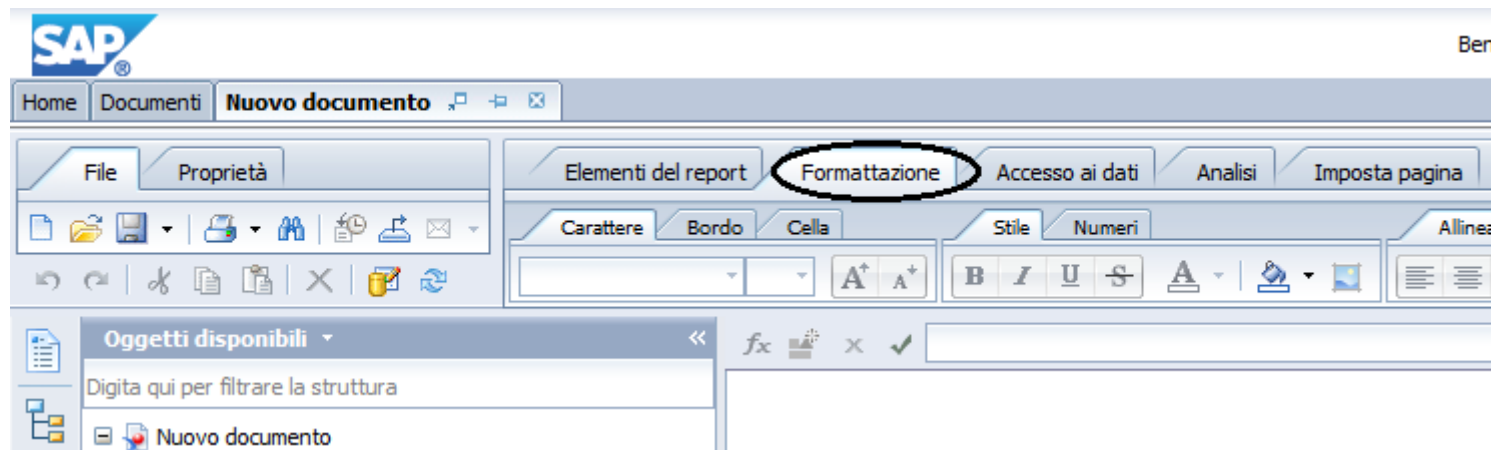 SAP®
Ben
Home Documenti Nuovo documento
File Proprietà Elementi del report Formattazione Accesso ai dati Analisi Imposta pagina
Carattere Bordo Cella Stile Numeri Allinea
A A B I U S A
Oggetti disponibili fx
Digita qui per filtrare la struttura
Nuovo documento